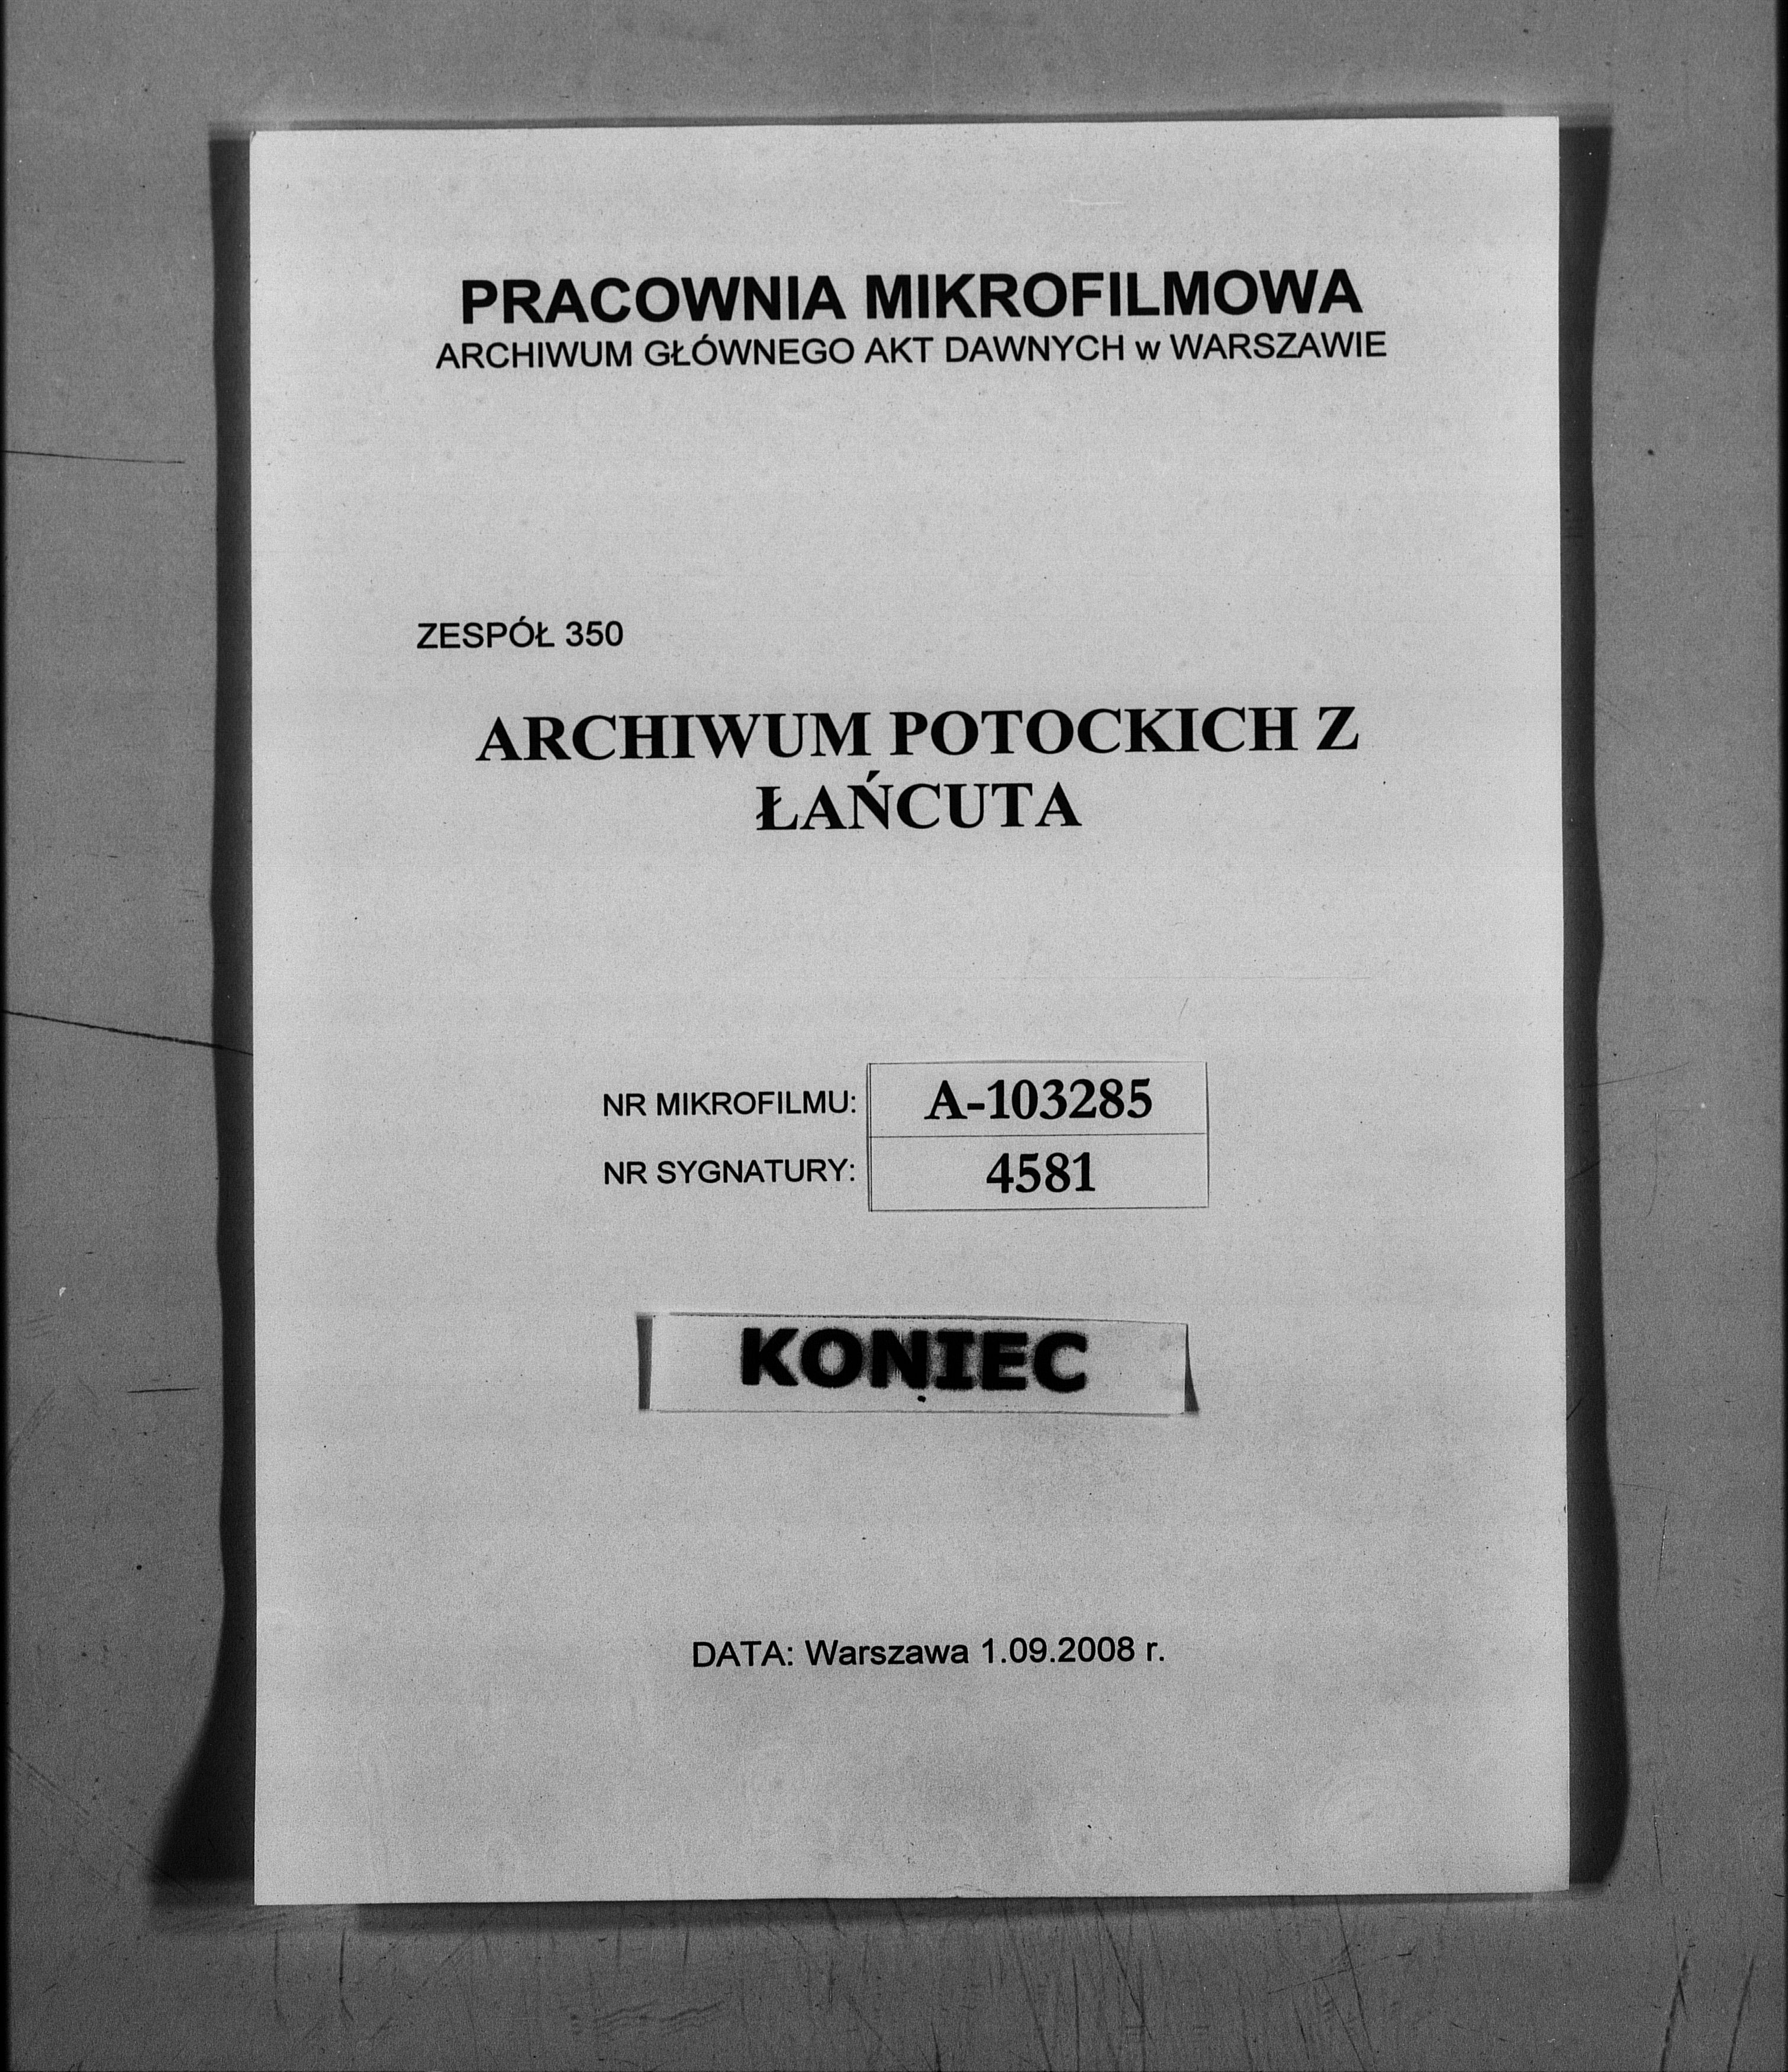 PRACOWNIA MIKROFILMOWA
ARCHIWUM GŁÓWNEGO AKT DAWNYCH w WARSZAWIE
ZESPÓŁ 350
ARCHIWUM POTOCKICH Z
ŁAŃCUTA
NR MIKROFILMU: A-103285
NR SYGNATURY: 4581
KONIEC
DATA: Warszawa 1.09.2008 r.